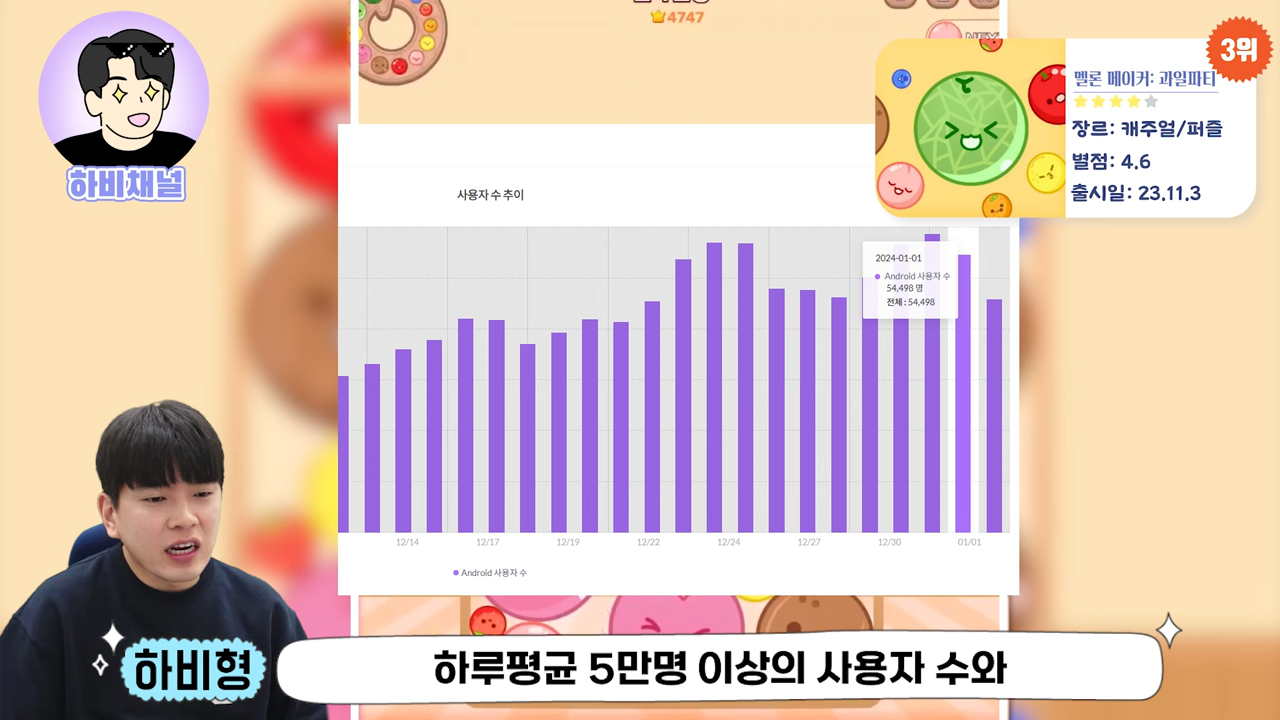 4747
NEXT
3위
멜론 메이커: 과일파티
장르: 캐주얼/퍼즐
별점: 4.6
출시일: 23.11.3
하비채널
사용자 수 추이
2024-01-01
Android 사용자 수
54,498 명
전체 : 54,498
12/14
12/17
12/19
12/22
12/24
12/27
12/30
01/01
Android 사용자 수
하비형
하루평균 5만명 이상의 사용자 수와